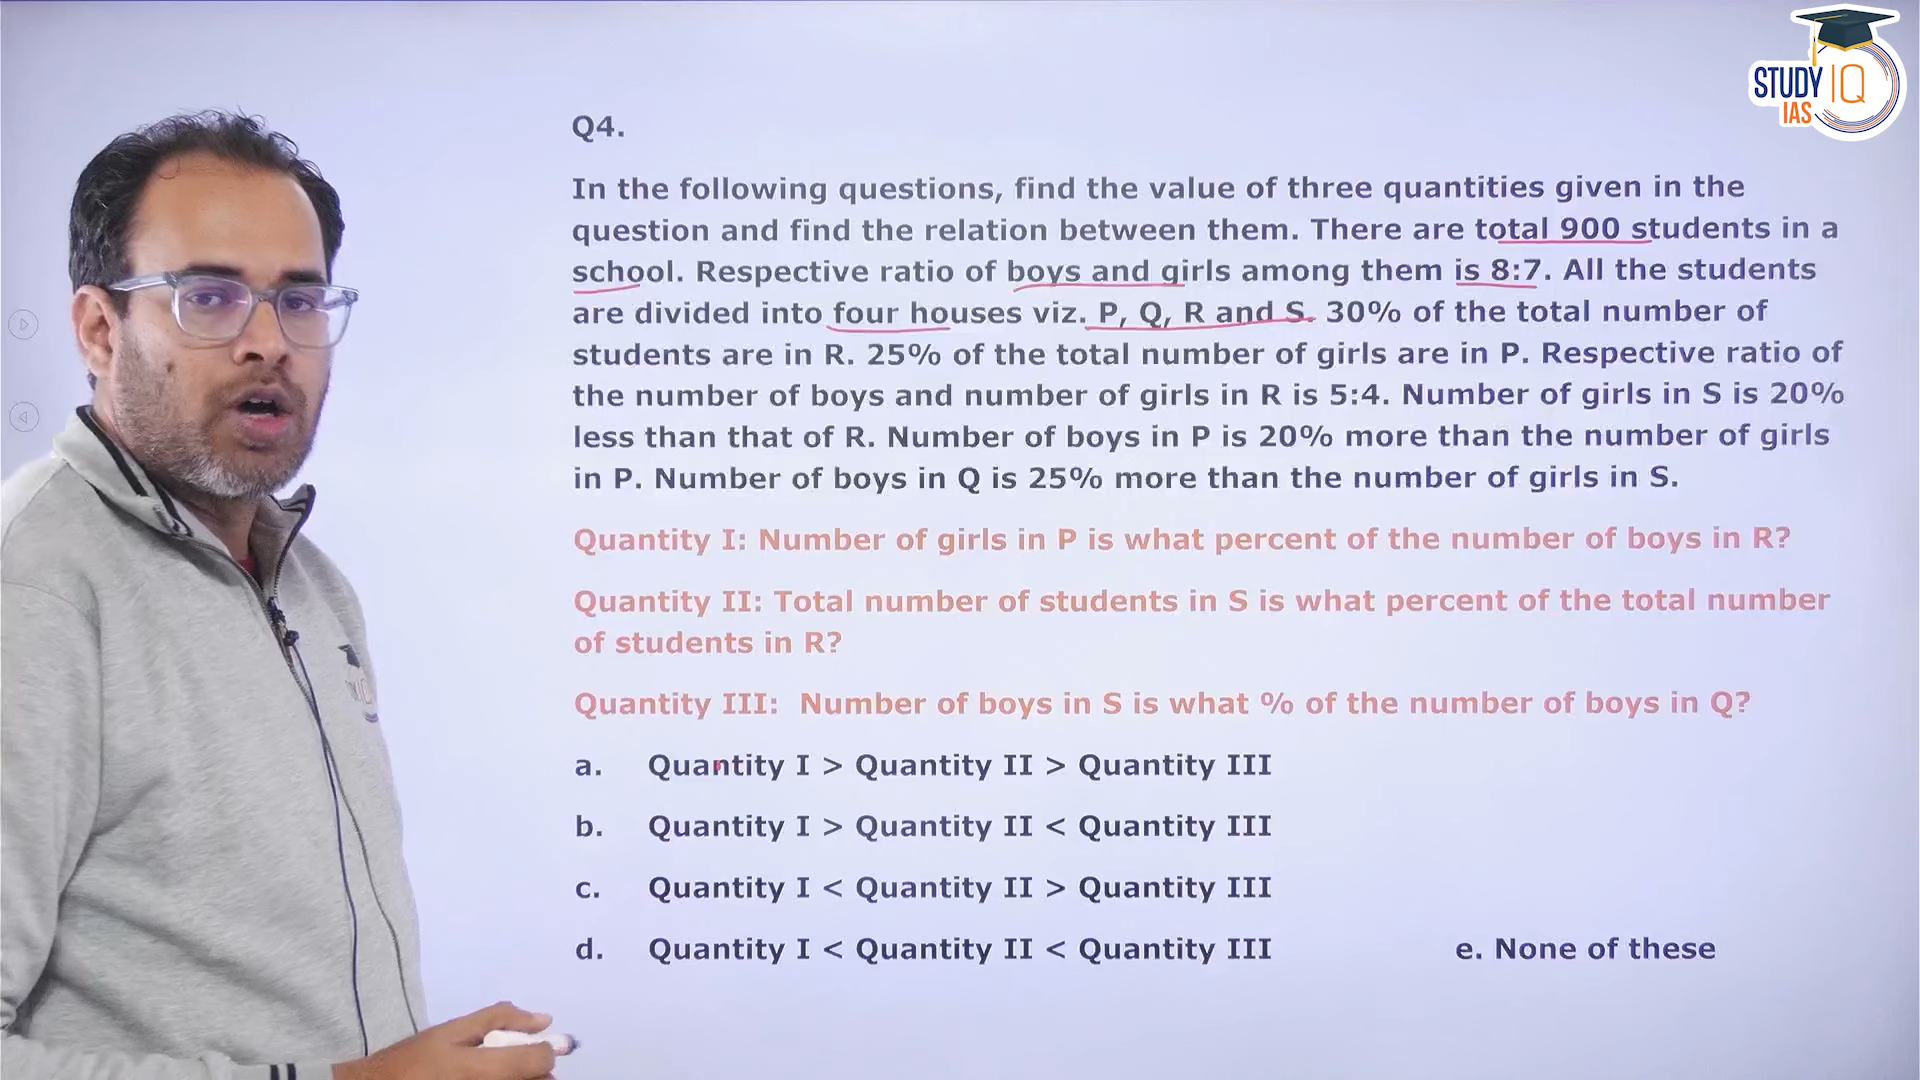 STUDY IQ
IAS
Q4.
In the following questions, find the value of three quantities given in the
question and find the relation between them. There are total 900 students in a
school. Respective ratio of boys and girls among them is 8:7. All the students
are divided into four houses viz. P, Q, R and S. 30% of the total number of
students are in R. 25% of the total number of girls are in P. Respective ratio of
the number of boys and number of girls in R is 5:4. Number of girls in S is 20%
less than that of R. Number of boys in P is 20% more than the number of girls
in P. Number of boys in Q is 25% more than the number of girls in S.
Quantity I: Number of girls in P is what percent of the number of boys in R?
Quantity II: Total number of students in S is what percent of the total number
of students in R?
Quantity III: Number of boys in S is what % of the number of boys in Q?
a. Quantity I > Quantity II > Quantity III
b. Quantity I > Quantity II < Quantity III
c. Quantity I < Quantity II > Quantity III
d. Quantity I < Quantity II < Quantity III e. None of these